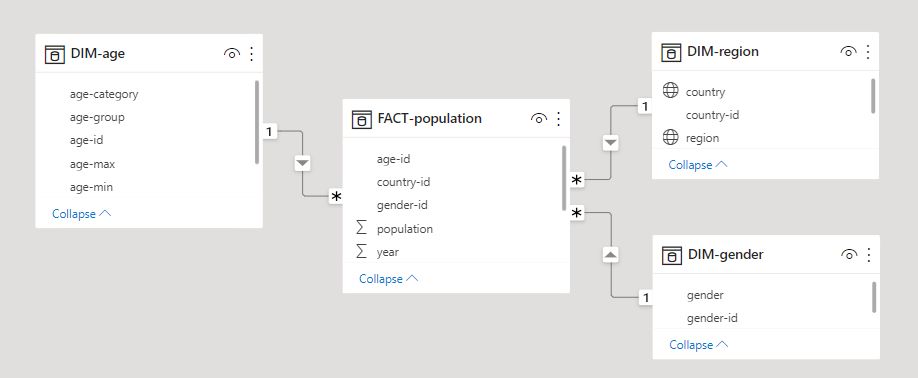 DIM-age
age-category
age-group
age-id
age-max
age-min
Collapse
1
*
FACT-population
age-id
country-id
gender-id
population
year
Collapse
*
*
1
1
DIM-region
country
country-id
region
Collapse
DIM-gender
gender
gender-id
Collapse